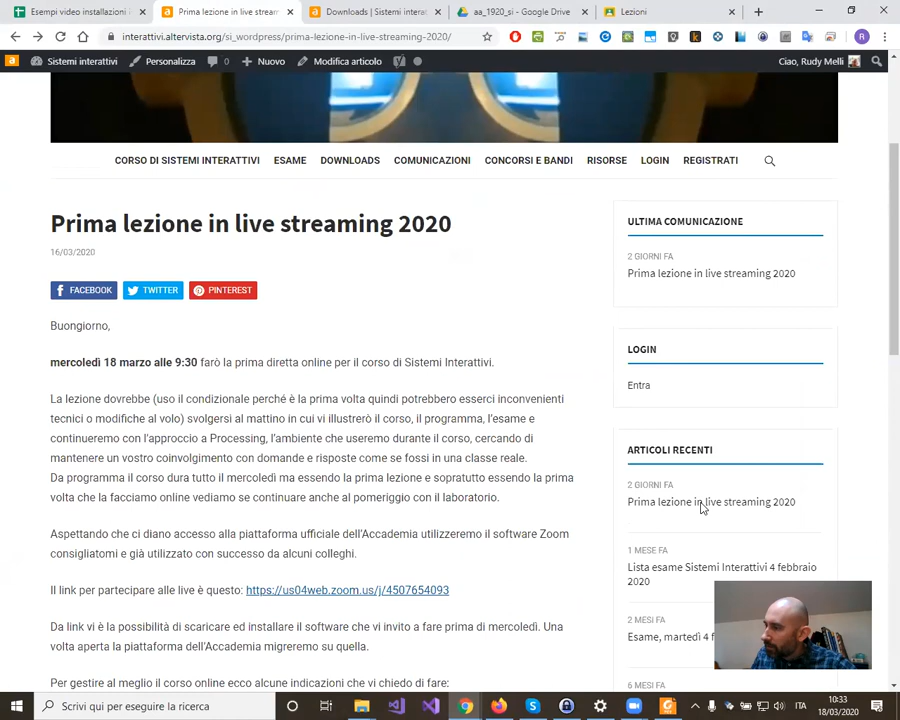 Esempi video installazioni i
Prima lezione in live stream
Downloads | Sistemi interat
aa_1920_si - Google Drive
Lezioni
interattivi.altervista.org/si_wordpress/prima-lezione-in-live-streaming-2020/
Sistemi interattivi
Personalizza
0
Nuovo
Modifica articolo
Ciao, Rudy Melli
CORSO DI SISTEMI INTERATTIVI
ESAME
DOWNLOADS
COMUNICAZIONI
CONCORSI E BANDI
RISORSE
LOGIN
REGISTRATI
Prima lezione in live streaming 2020
16/03/2020
FACEBOOK
TWITTER
PINTEREST
Buongiorno,
mercoledì 18 marzo alle 9:30 farò la prima diretta online per il corso di Sistemi Interattivi.
La lezione dovrebbe (uso il condizionale perché è la prima volta quindi potrebbero esserci inconvenienti
tecnici o modifiche al volo) svolgersi al mattino in cui vi illustrerò il corso, il programma, l'esame e
continueremo con l'approccio a Processing, l'ambiente che useremo durante il corso, cercando di
mantenere un vostro coinvolgimento con domande e risposte come se fossi in una classe reale.
Da programma il corso dura tutto il mercoledì ma essendo la prima lezione e sopratutto essendo la prima
volta che la facciamo online vediamo se continuare anche al pomeriggio con il laboratorio.
Aspettando che ci diano accesso alla piattaforma ufficiale dell'Accademia utilizzeremo il software Zoom
consigliatomi e già utilizzato con successo da alcuni colleghi.
Il link per partecipare alle live è questo: https://us04web.zoom.us/j/4507654093
Da link vi è la possibilità di scaricare ed installare il software che vi invito a fare prima di mercoledì. Una
volta aperta la piattaforma dell'Accademia migreremo su quella.
Per gestire al meglio il corso online ecco alcune indicazioni che vi chiedo di fare:
ULTIMA COMUNICAZIONE
2 GIORNI FA
Prima lezione in live streaming 2020
LOGIN
Entra
ARTICOLI RECENTI
2 GIORNI FA
Prima lezione in live streaming 2020
1 MESE FA
Lista esame Sistemi Interattivi 4 febbraio
2020
2 MESI FA
Esame, martedì 4 f
6 MESI FA
Scrivi qui per eseguire la ricerca
ITA
10:33
18/03/2020